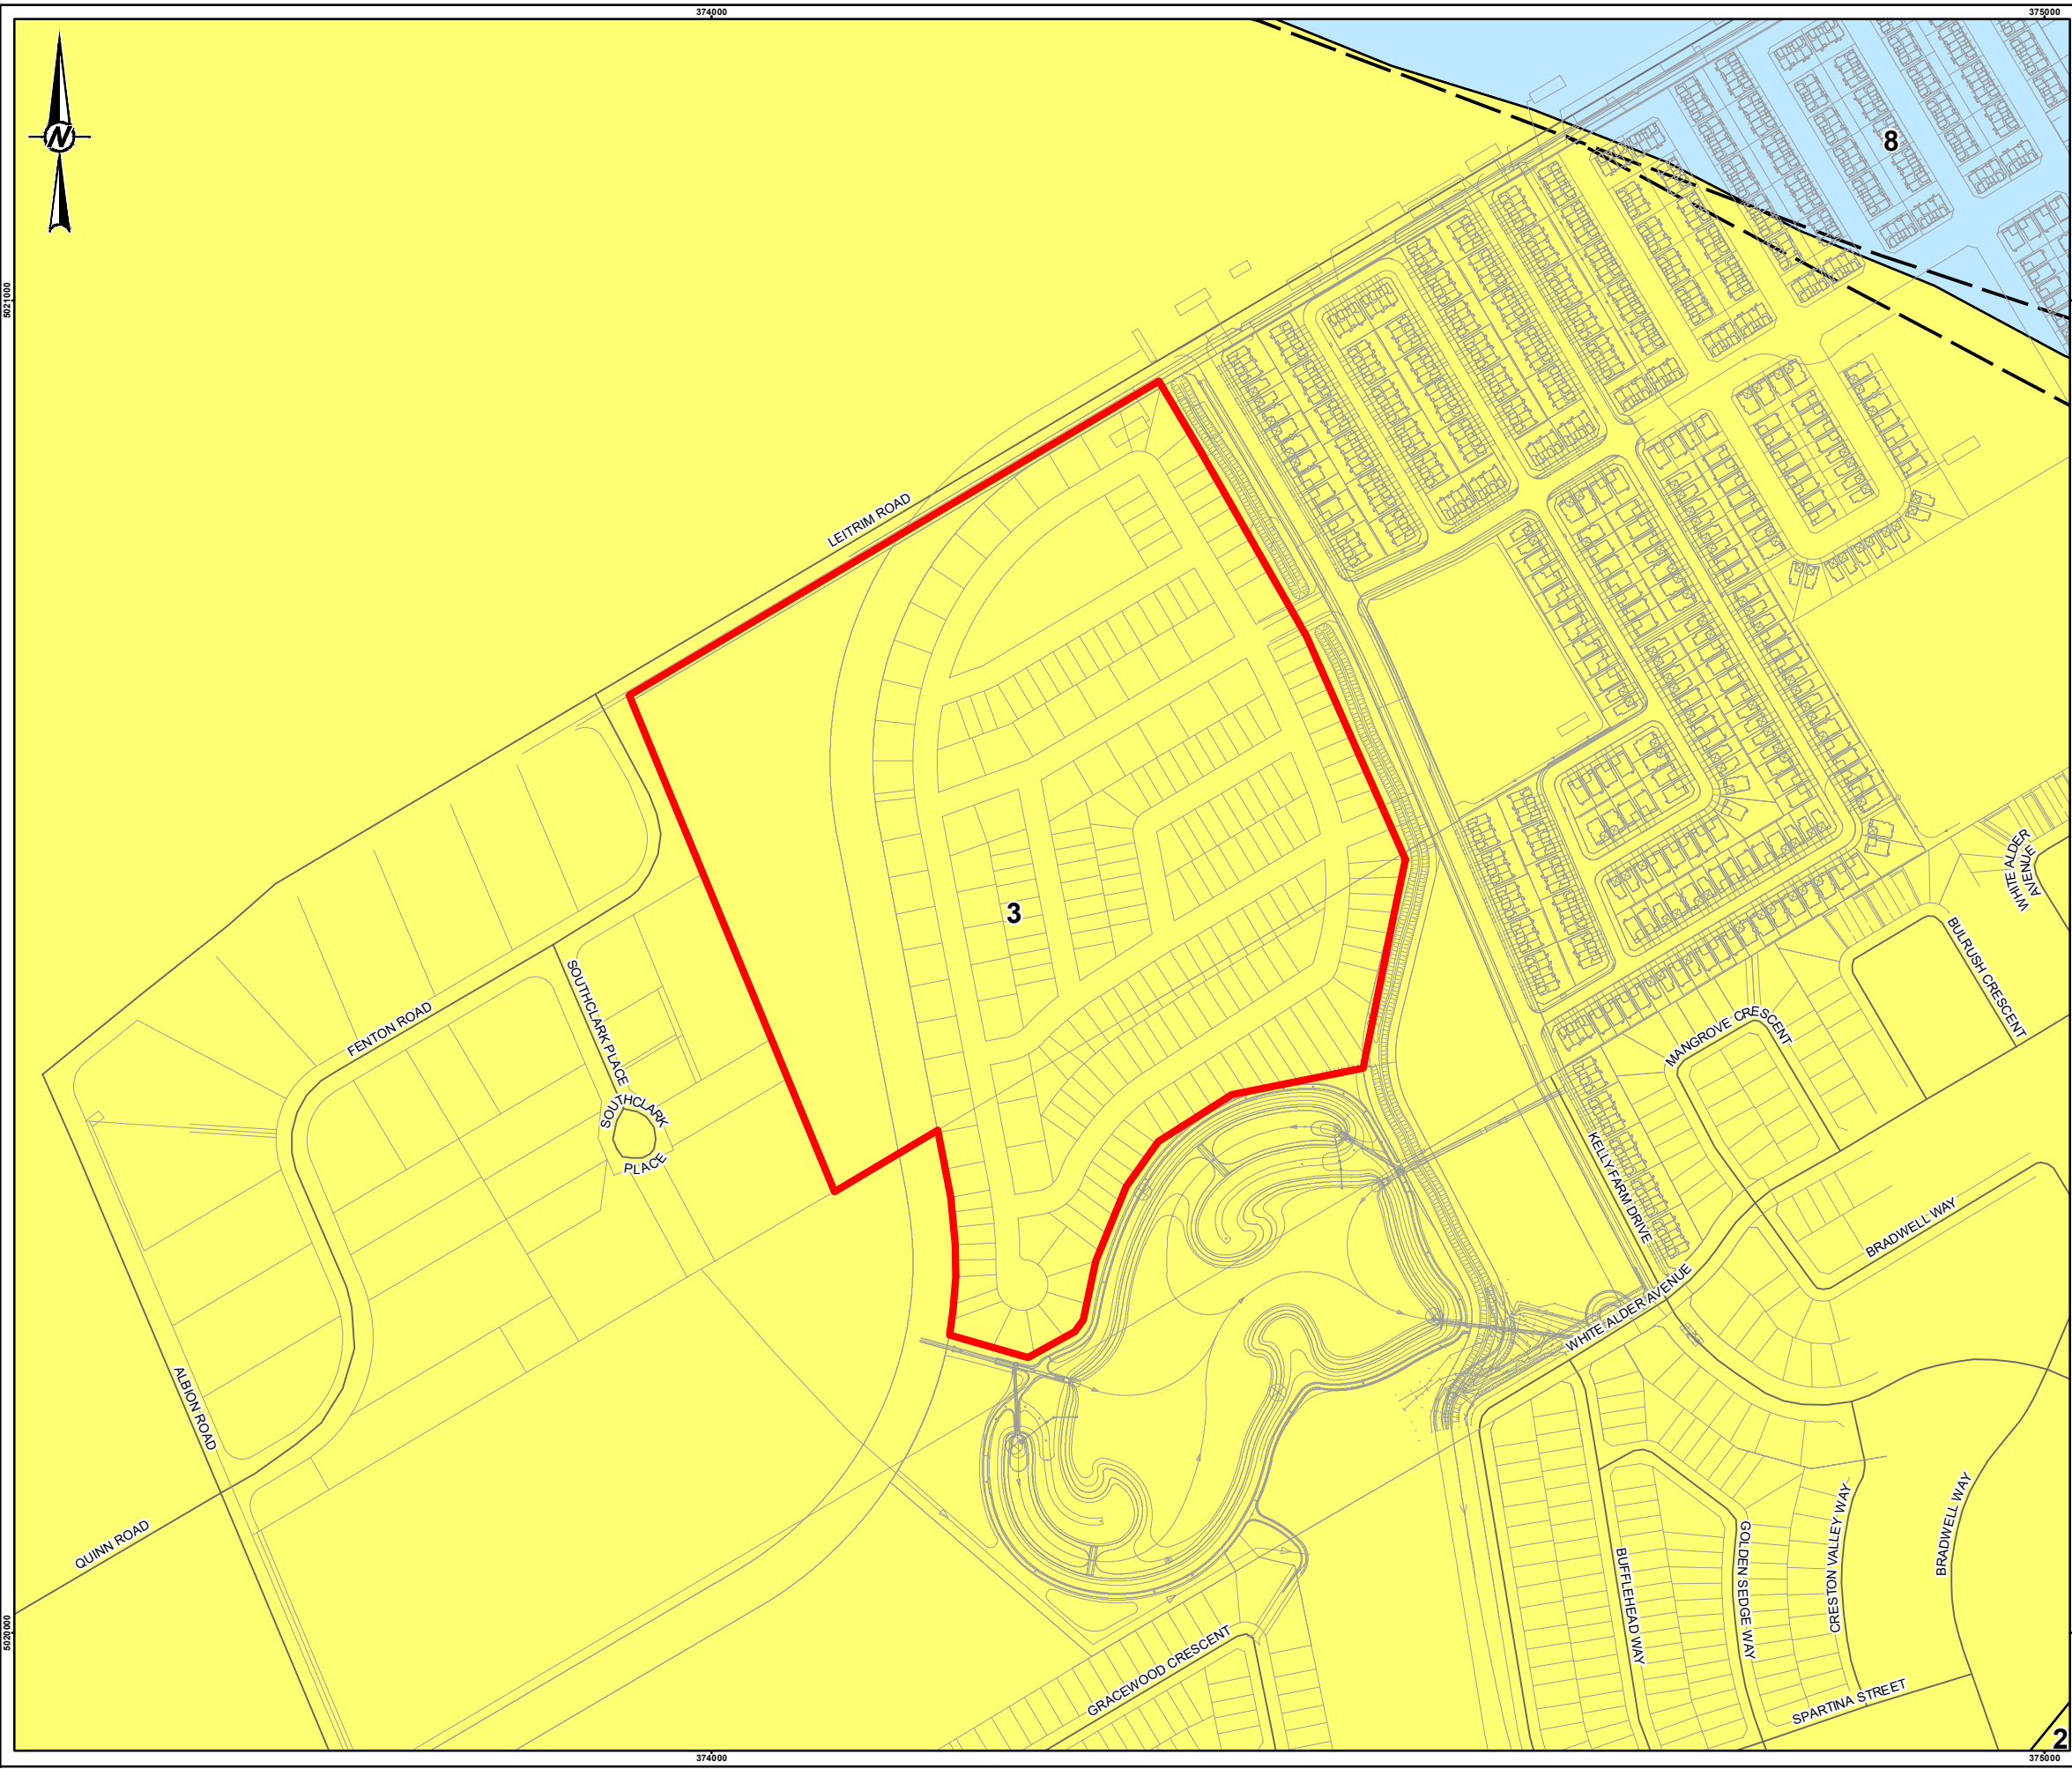 374000
375000
N
8
5021000
LEITRIM ROAD
WHITE ALDER
AVENUE
3
BULRUSH CRESCENT
SOUTHCLARK PLACE
FENTON ROAD
MANGROVE CRESCENT
SOUTHCLARK
PLACE
KELLY FARM DRIVE
BRADWELL WAY
WHITE ALDER AVENUE
ALBION ROAD
QUINN ROAD
BUFFLEHEAD WAY
GOLDEN SEDGE WAY
CRESTON VALLEY WAY
BRADWELL WAY
5020000
GRACEWOOD CRESCENT
SPARTINA STREET
2
374000
375000